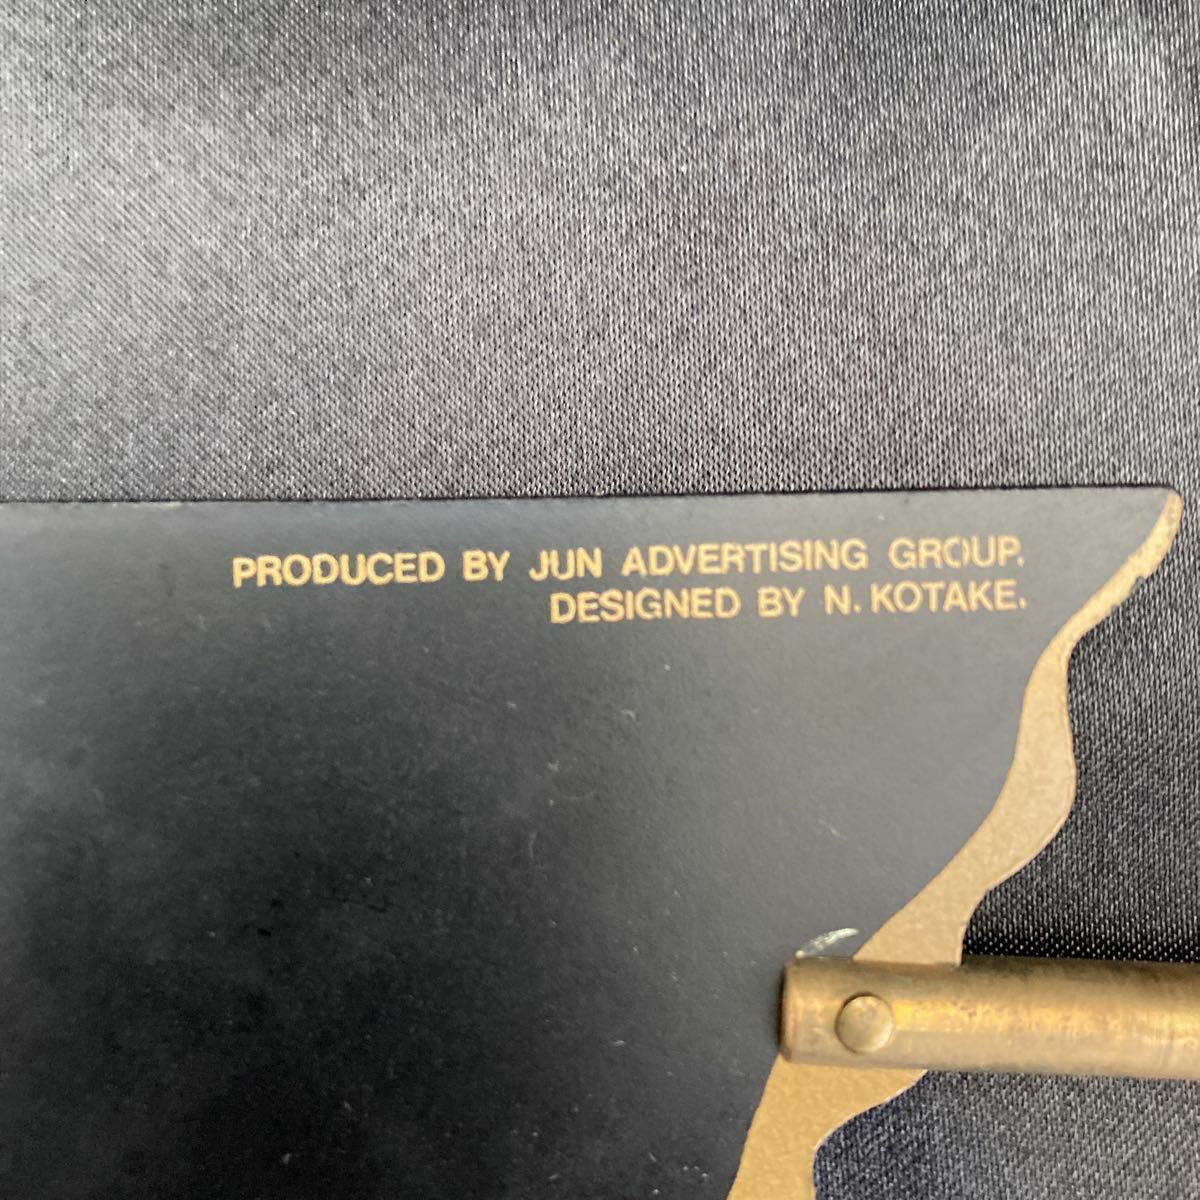 PRODUCED BY JUN ADVERTISING GROUP.
DESIGNED BY N. KOTAKE.